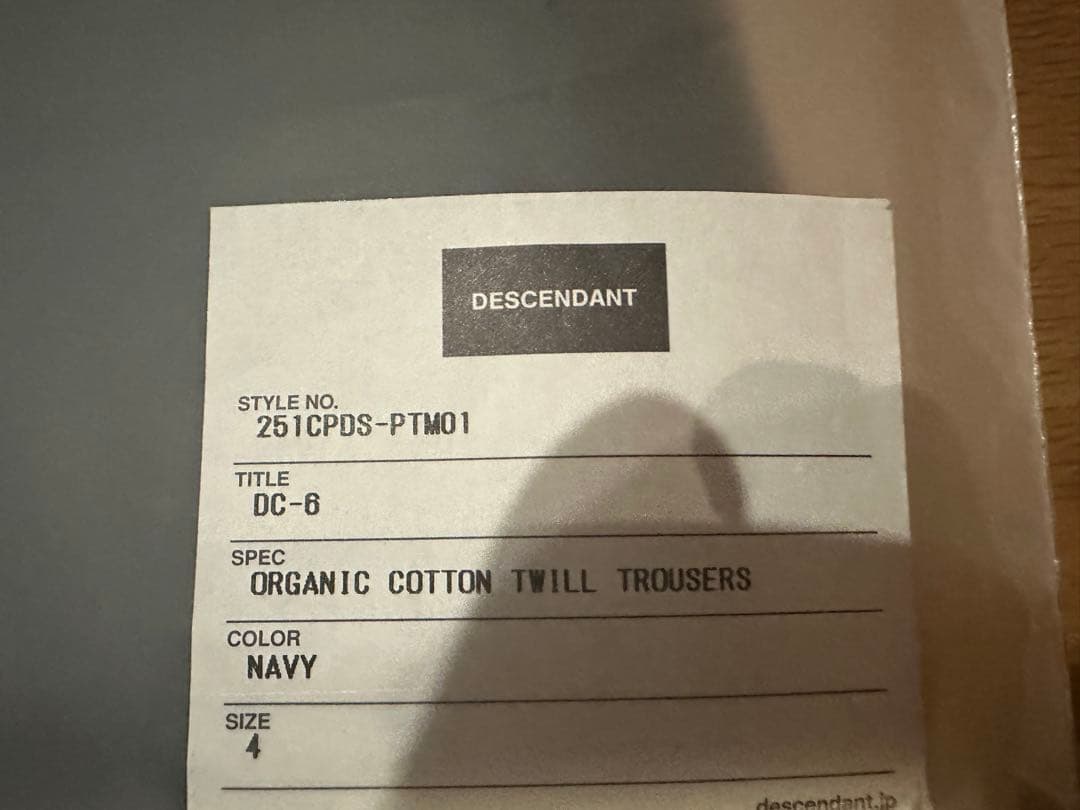 DESCENDANT
STYLE NO.
251CPDS-PTM01
TITLE
DC-6
SPEC
ORGANIC COTTON TWILL TROUSERS
COLOR
NAVY
SIZE
4
descendant.jp